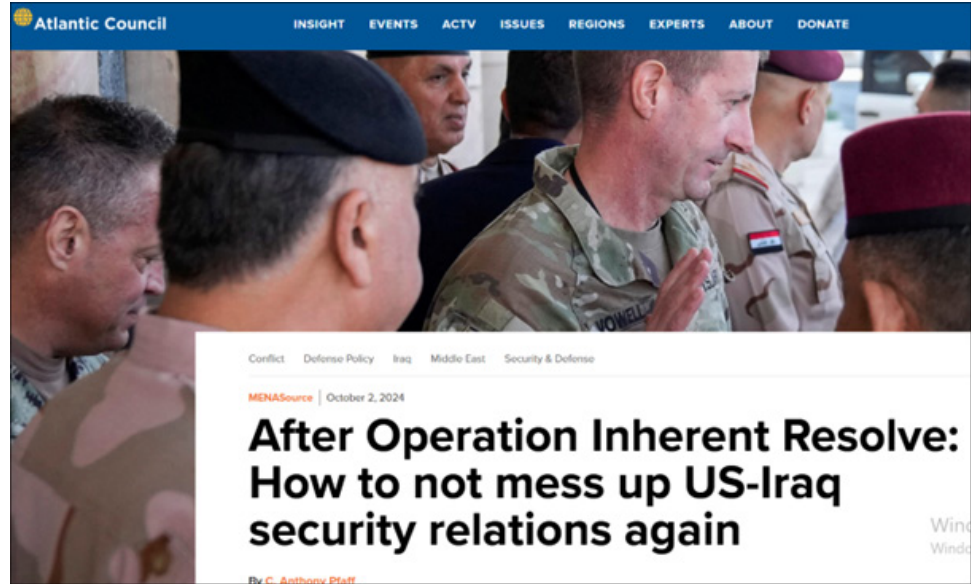 Atlantic Council
INSIGHT EVENTS ACTV ISSUES REGIONS EXPERTS ABOUT DONATE
VOWELL
Conflict Defense Policy Iraq Middle East Security & Defense
MENASource | October 2, 2024
After Operation Inherent Resolve:
How to not mess up US-Iraq
security relations again
By C. Anthony Pfaff